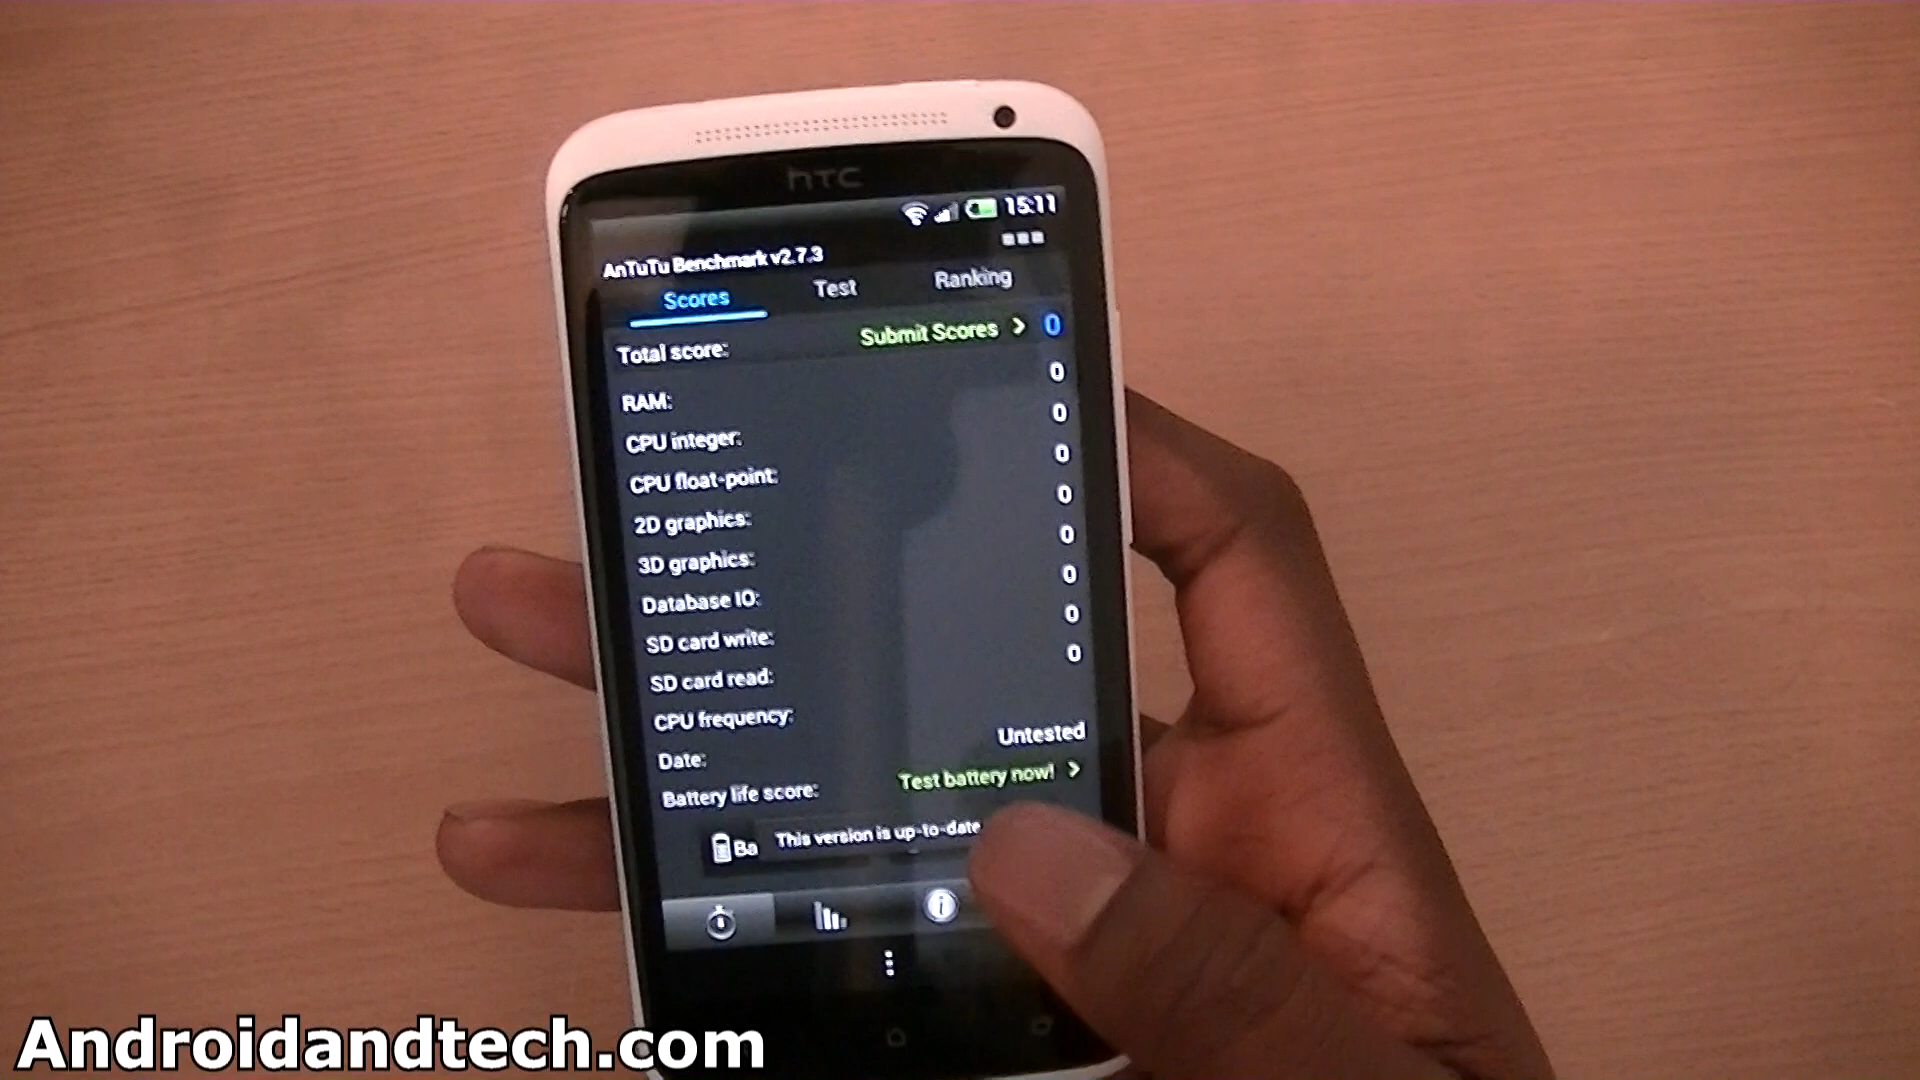 hTC
15:11
AnTuTu Benchmark v2.7.3
Scores Test Ranking
Total score: Submit Scores > 0
RAM: 0
CPU integer: 0
CPU float-point: 0
2D graphics: 0
3D graphics: 0
Database IO: 0
SD card write: 0
SD card read: 0
CPU frequency:
Date: Untested
Battery life score: Test battery now! >
Ba This version is up-to-date
Androidandtech.com